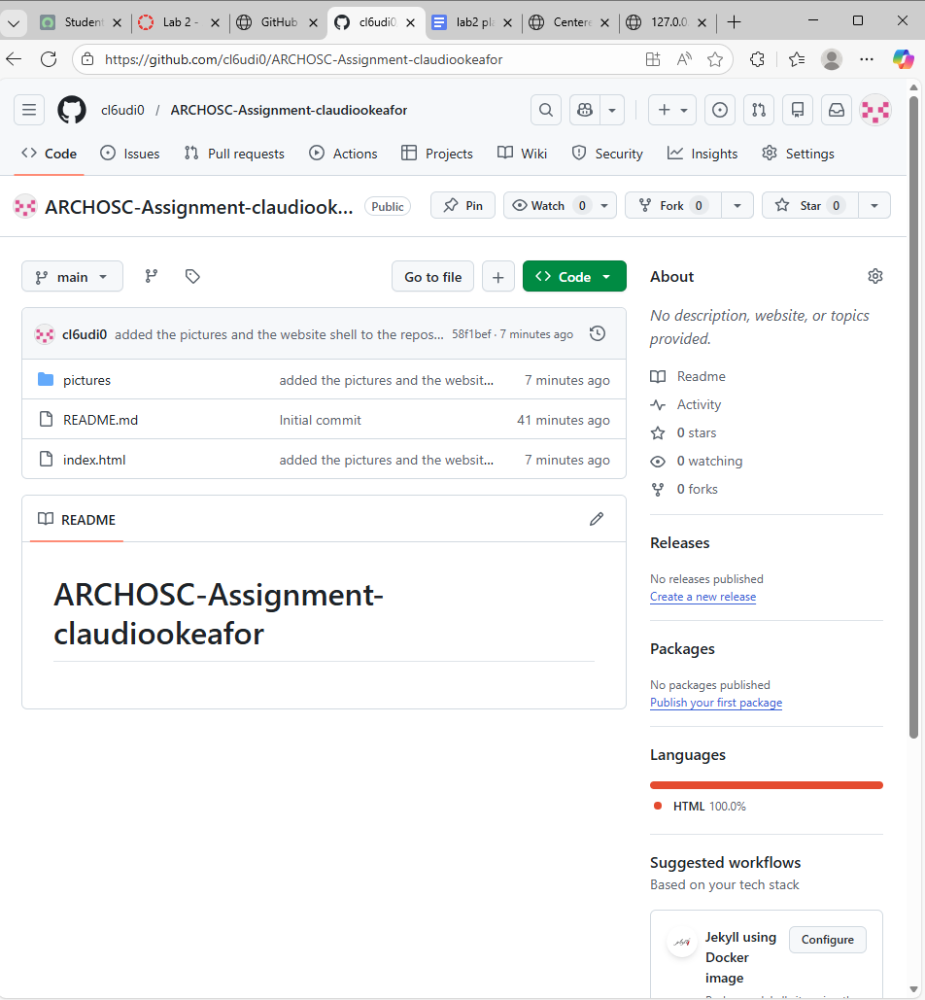 Student
Lab 2 -
GitHub
cl6udi0
lab2 pla
Centere
127.0.0
https://github.com/cl6udi0/ARCHOSC-Assignment-claudiookeafor
cl6udi0 / ARCHOSC-Assignment-claudiookeafor
Code Issues Pull requests Actions Projects Wiki Security Insights Settings
ARCHOSC-Assignment-claudiook... Public Pin Watch 0 Fork 0 Star 0
main Go to file + Code
cl6udi0 added the pictures and the website shell to the repos... 58f1bef · 7 minutes ago
pictures added the pictures and the websit... 7 minutes ago
README.md Initial commit 41 minutes ago
index.html added the pictures and the websit... 7 minutes ago
README
ARCHOSC-Assignment-
claudiookeafor
About
No description, website, or topics
provided.
Readme
Activity
0 stars
0 watching
0 forks
Releases
No releases published
Create a new release
Packages
No packages published
Publish your first package
Languages
HTML 100.0%
Suggested workflows
Based on your tech stack
Jekyll using
Docker
image
Configure